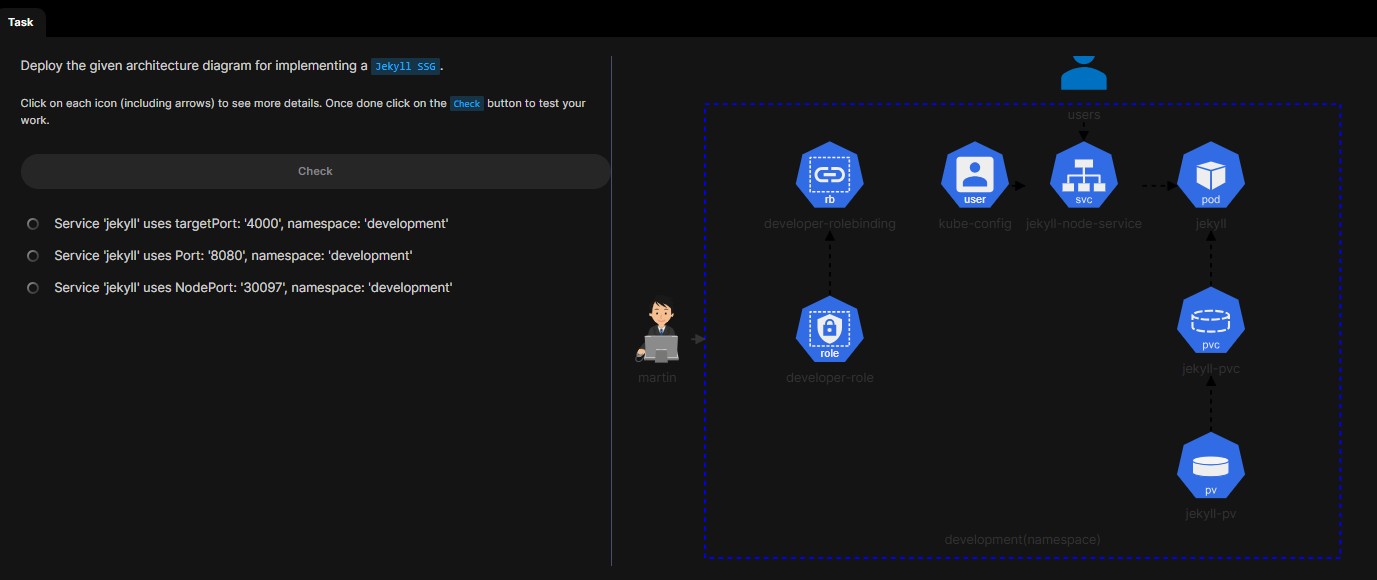 Task
Deploy the given architecture diagram for implementing a Jekyll SSG.
Click on each icon (including arrows) to see more details. Once done click on the Check button to test your
work.
Check
Service 'jekyll' uses targetPort: '4000', namespace: 'development'
Service 'jekyll' uses Port: '8080', namespace: 'development'
Service 'jekyll' uses NodePort: '30097', namespace: 'development'
users
rb
user
svc
pod
developer-rolebinding
kube-config
jekyll-node-service
jekyll
role
pvc
martin
developer-role
jekyll-pvc
pv
jekyll-pv
development(namespace)